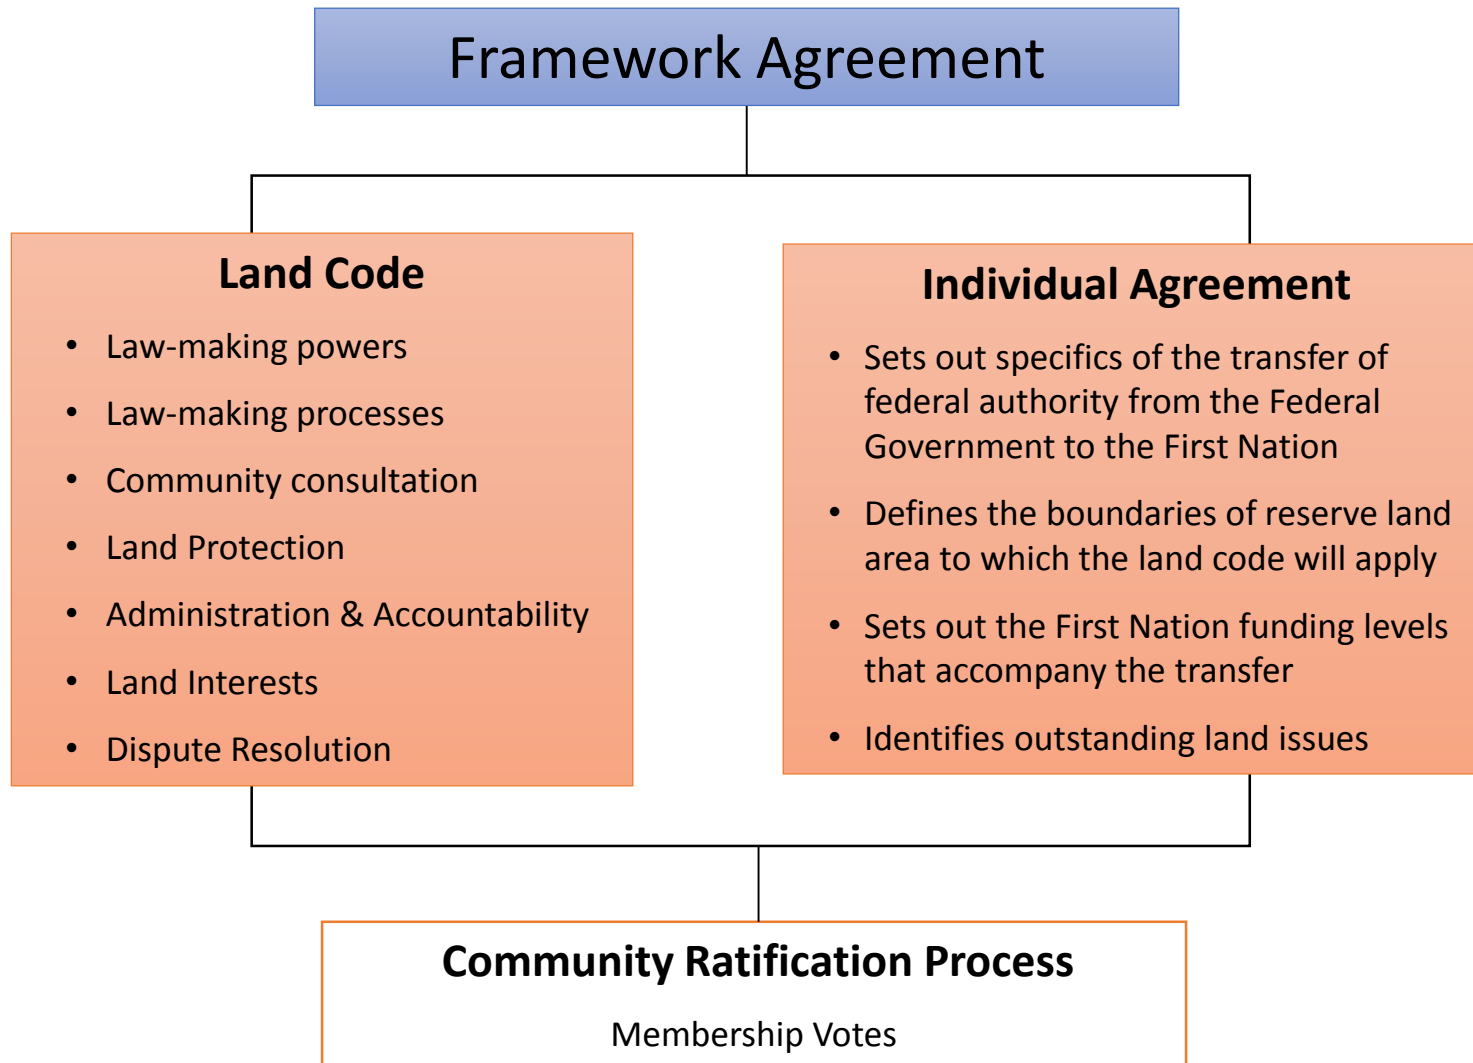 Framework Agreement
Land Code
• Law-making powers
• Law-making processes
• Community consultation
• Land Protection
• Administration & Accountability
• Land Interests
• Dispute Resolution
Individual Agreement
• Sets out specifics of the transfer of
federal authority from the Federal
Government to the First Nation
• Defines the boundaries of reserve land
area to which the land code will apply
• Sets out the First Nation funding levels
that accompany the transfer
• Identifies outstanding land issues
Community Ratification Process
Membership Votes